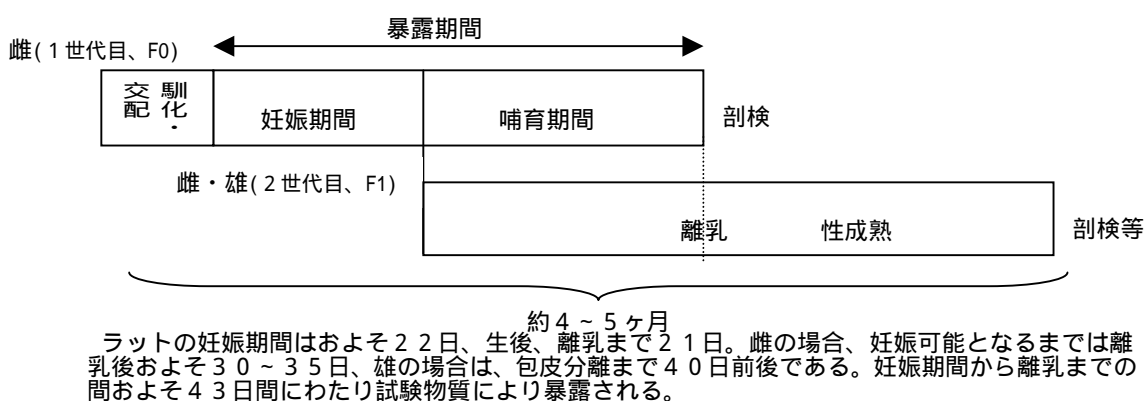 暴露期間
雌(1世代目、F0)
馴化・交配
妊娠期間
哺育期間
剖検
雌・雄(2世代目、F1)
離乳
性成熟
剖検等
約4~5ヶ月
ラットの妊娠期間はおよそ22日、生後、離乳まで21日。雌の場合、妊娠可能となるまでは離
乳後およそ30~35日、雄の場合は、包皮分離まで40日前後である。妊娠期間から離乳までの
間およそ43日間にわたり試験物質により暴露される。